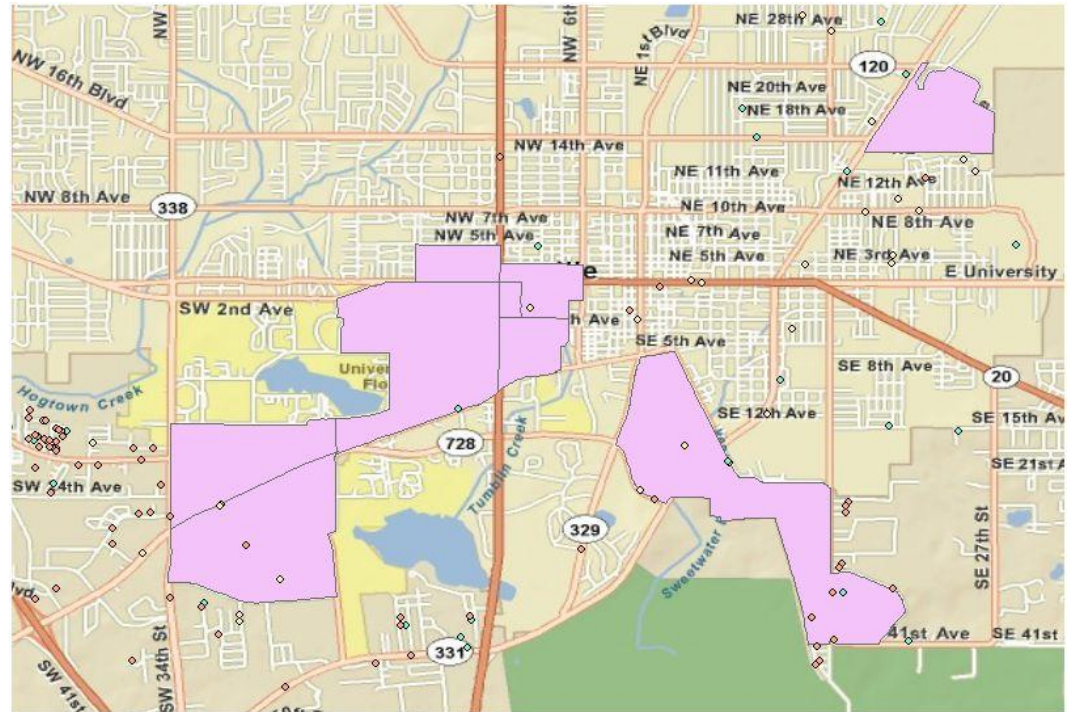 NW
NW 6th
NE 1st Blvd
NE 28th Ave
NW 16th Blvd
120
NE 20th Ave
NE 18th Ave
NW 14th Ave
NE 11th Ave
NE 12th Ave
NW 8th Ave
338
NE 10th Ave
NW 7th Ave
NE 8th Ave
NW 5th Ave
NE 7th Ave
NE 5th Ave
NE 3rd Ave
E University
SW 2nd Ave
h Ave
SE 5th Ave
Univer
Flo
SE 8th Ave
20
Hogtown Creek
SE 12th Ave
SE 15th Av
728
Tumblin Creek
SE 21st A
SW 24th Ave
329
Sweetwater
SE 27th St
SW 34th St
41st Ave
SE 41st
331
SW 41st